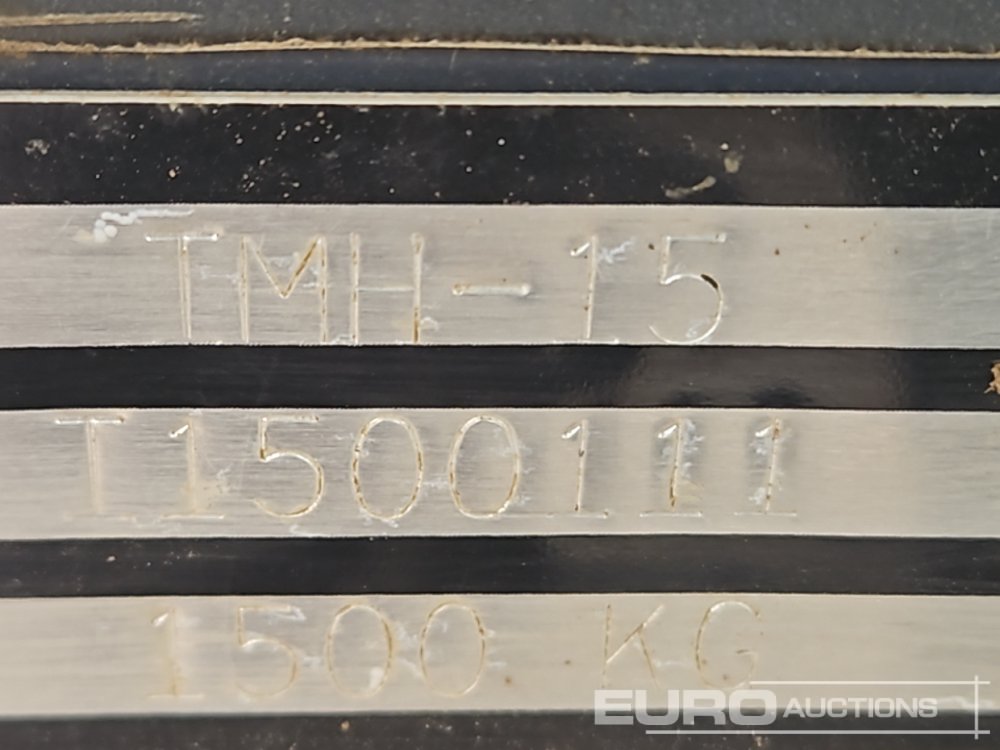 TMH-15
T1500111
1500 KG
EURO AUCTIONS